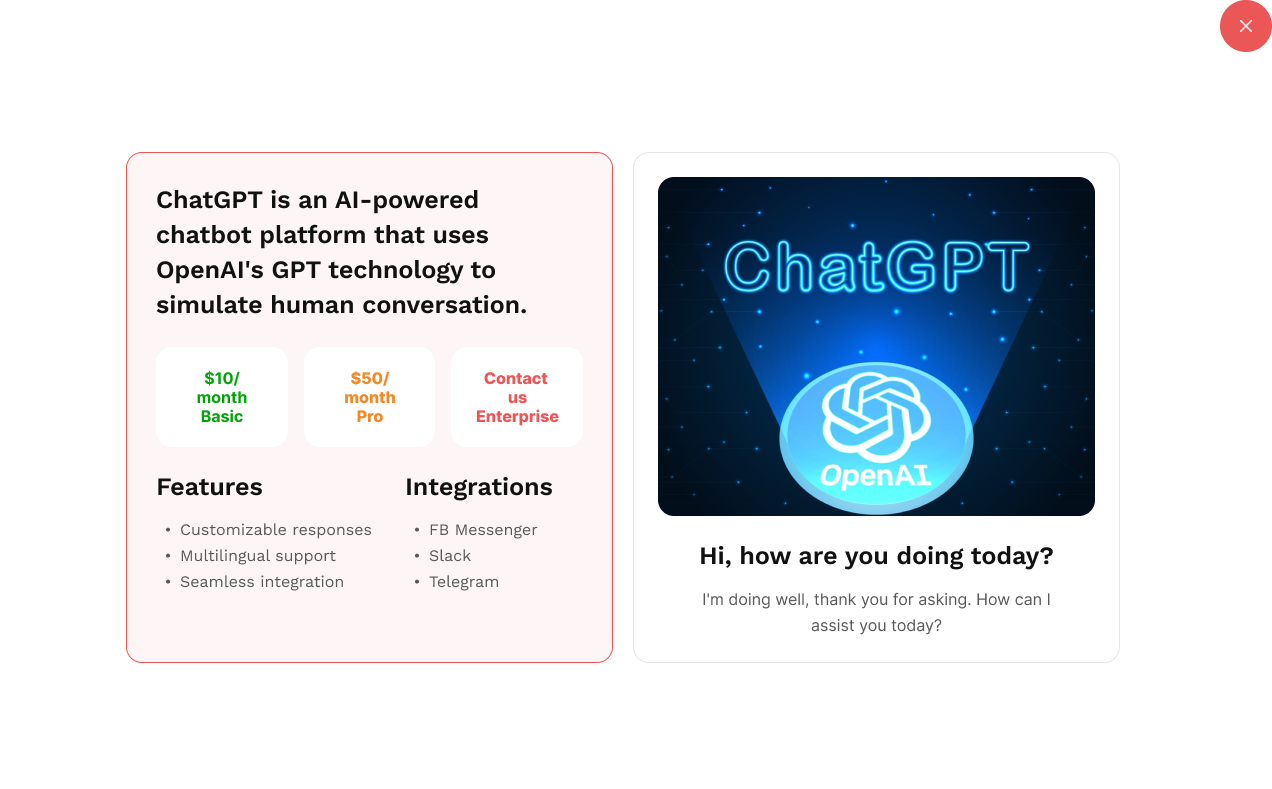 ChatGPT is an AI-powered
chatbot platform that uses
OpenAI's GPT technology to
simulate human conversation.
$10/
month
Basic
$50/
month
Pro
Contact
us
Enterprise
Features
• Customizable responses
• Multilingual support
• Seamless integration
Integrations
• FB Messenger
• Slack
• Telegram
ChatGPT
OpenAI
Hi, how are you doing today?
I'm doing well, thank you for asking. How can I
assist you today?